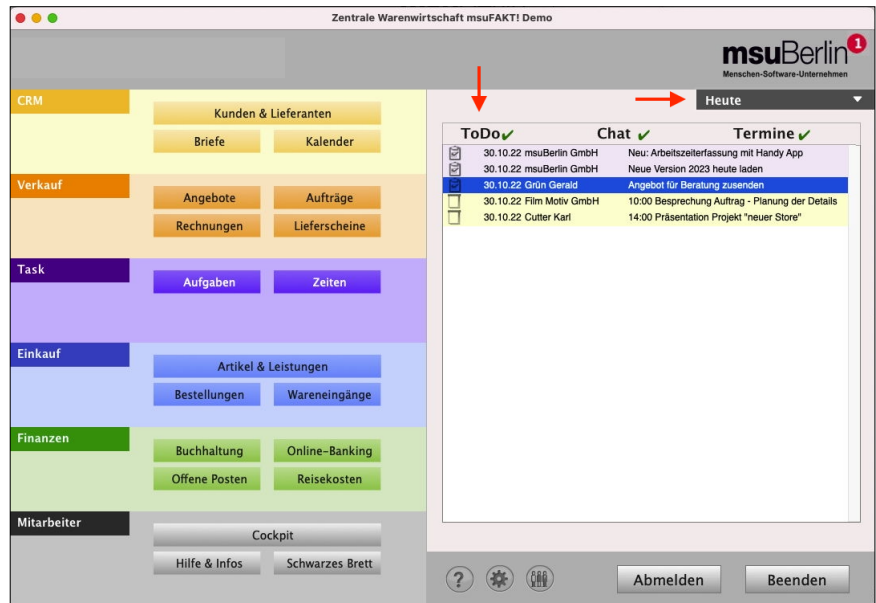 Zentrale Warenwirtschaft msuFAKT! Demo
msuBerlin 1
Menschen-Software-Unternehmen
CRM
Kunden & Lieferanten
Briefe Kalender
Verkauf
Angebote Aufträge
Rechnungen Lieferscheine
Task
Aufgaben Zeiten
Einkauf
Artikel & Leistungen
Bestellungen Wareneingänge
Finanzen
Buchhaltung Online-Banking
Offene Posten Reisekosten
Mitarbeiter
Cockpit
Hilfe & Infos Schwarzes Brett
Heute
ToDo✔ Chat ✔ Termine ✔
30.10.22 msuBerlin GmbH Neu: Arbeitszeiterfassung mit Handy App
30.10.22 msuBerlin GmbH Neue Version 2023 heute laden
30.10.22 Grün Gerald Angebot für Beratung zusenden
30.10.22 Film Motiv GmbH 10:00 Besprechung Auftrag - Planung der Details
30.10.22 Cutter Karl 14:00 Präsentation Projekt "neuer Store"
? Abmelden Beenden